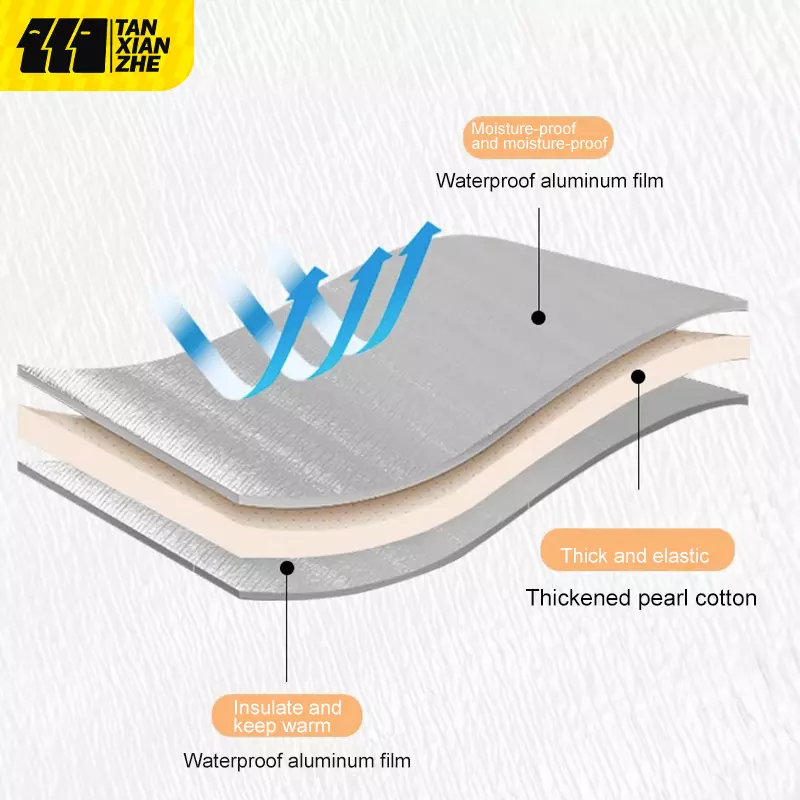 TAN
XIAN
ZHE
Moisture-proof
and moisture-proof
Waterproof aluminum film
Thick and elastic
Thickened pearl cotton
Insulate and
keep warm
Waterproof aluminum film